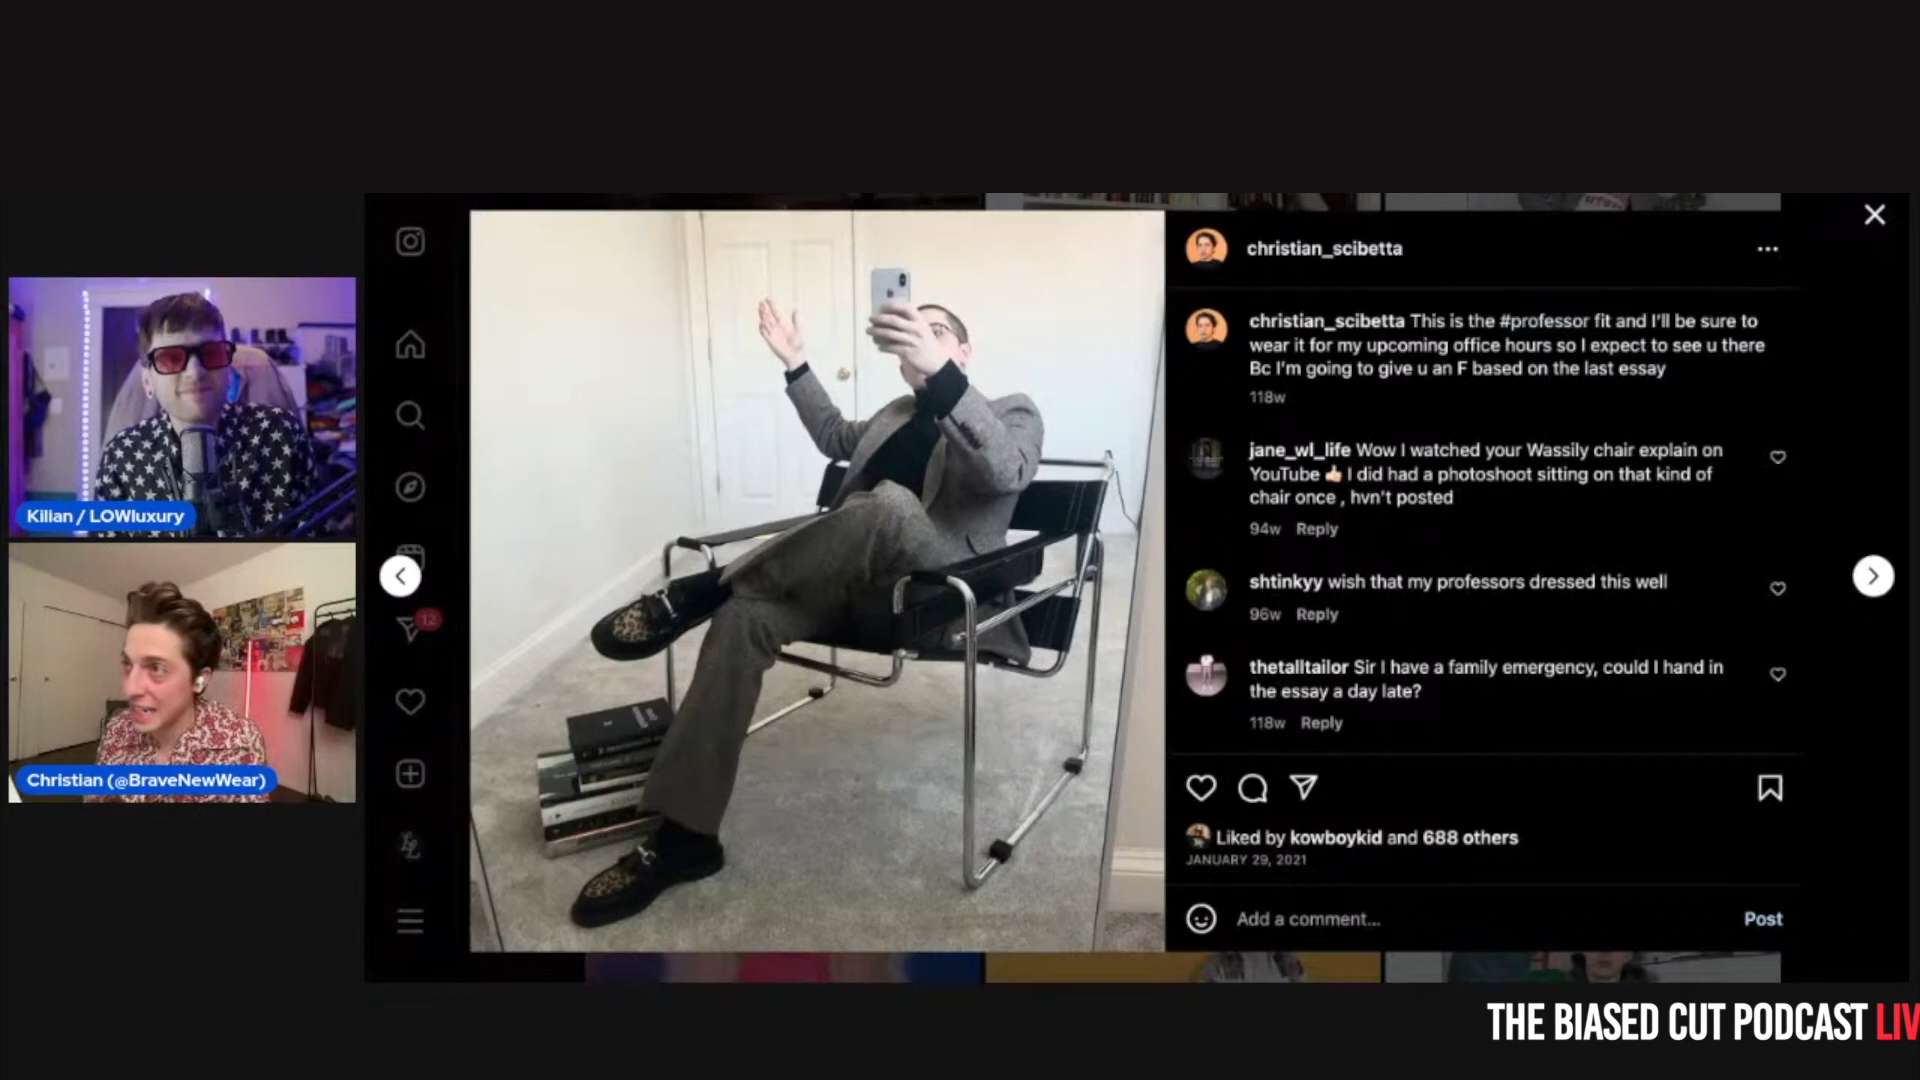 christian_scibetta
christian_scibetta This is the #professor fit and I'll be sure to
wear it for my upcoming office hours so I expect to see u there
Bc I'm going to give u an F based on the last essay
118w
jane_wl_life Wow I watched your Wassily chair explain on
YouTube 👍🏻 I did had a photoshoot sitting on that kind of
chair once , hvn't posted
94w Reply
shtinkyy wish that my professors dressed this well
96w Reply
thetalltailor Sir I have a family emergency, could I hand in
the essay a day late?
118w Reply
Liked by kowboykid and 688 others
JANUARY 29, 2021
Add a comment...
Post
12
Kilian / LOWluxury
Christian (@BraveNewWear)
THE BIASED CUT PODCAST LIV